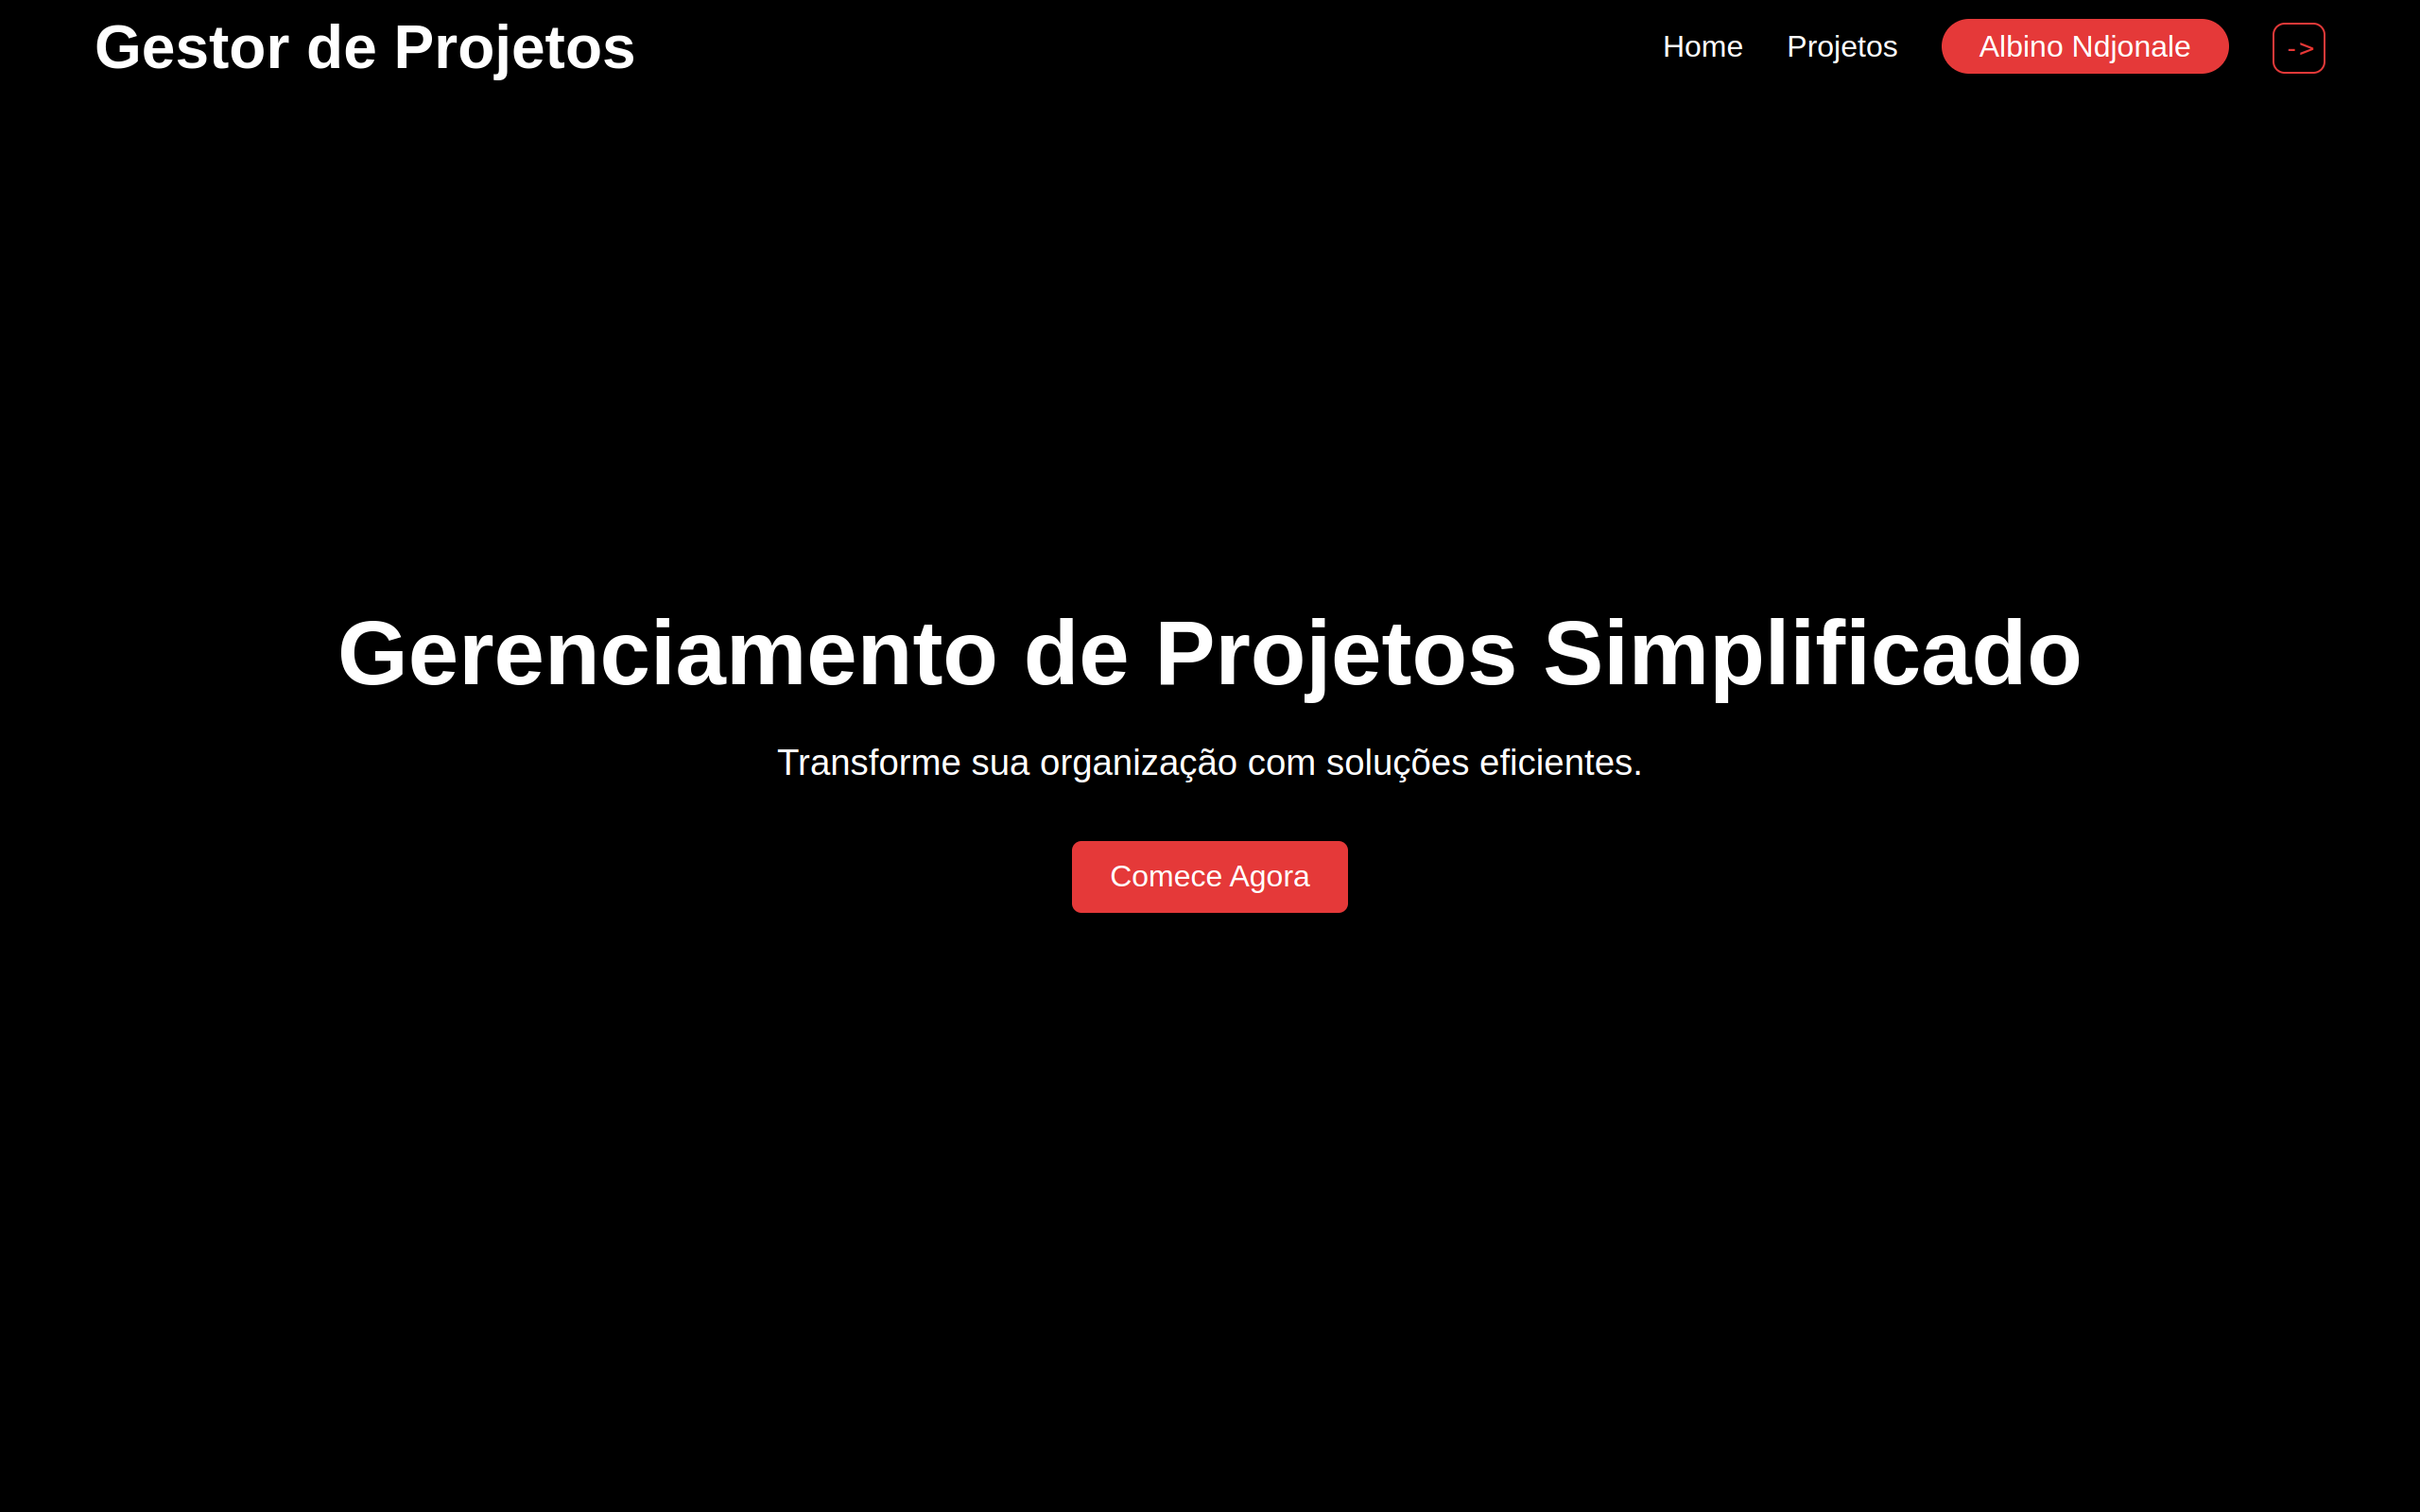 Gestor de Projetos
Home
Projetos
Albino Ndjonale
->
Gerenciamento de Projetos Simplificado
Transforme sua organização com soluções eficientes.
Comece Agora